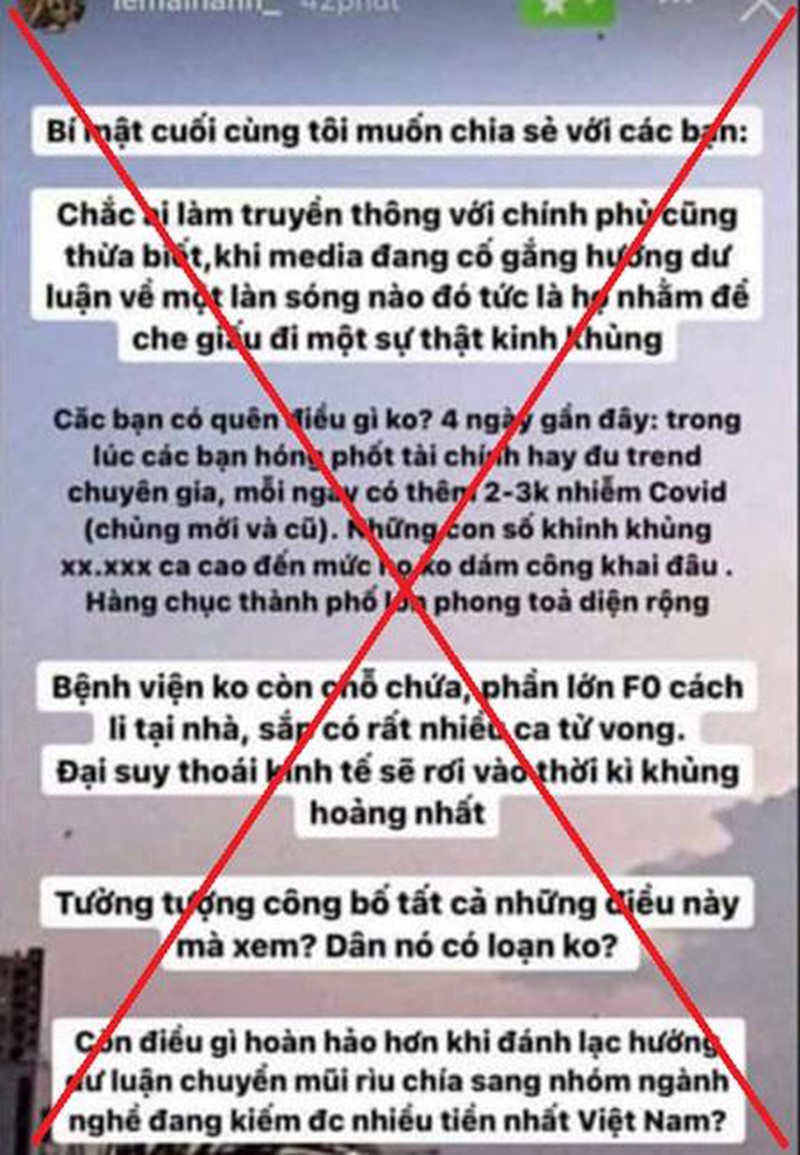 42phút
Bí mật cuối cùng tôi muốn chia sẻ với các bạn:
Chắc ai làm truyền thông với chính phủ cũng
thừa biết,khi media đang cố gắng hướng dư
luận về một làn sóng nào đó tức là họ nhằm để
che giấu đi một sự thật kinh khủng
Các bạn có quên điều gì ko? 4 ngày gần đây: trong
lúc các bạn hóng phốt tài chính hay đu trend
chuyên gia, mỗi ngày có thêm 2-3k nhiễm Covid
(chủng mới và cũ). Những con số khinh khủng
xx.xxx ca cao đến mức họ ko dám công khai đâu .
Hàng chục thành phố lớn phong toả diện rộng
Bệnh viện ko còn chỗ chứa, phần lớn F0 cách
li tại nhà, sắp có rất nhiều ca tử vong.
Đại suy thoái kinh tế sẽ rơi vào thời kì khủng
hoảng nhất
Tưởng tượng công bố tất cả những điều này
mà xem? Dân nó có loạn ko?
Còn điều gì hoàn hảo hơn khi đánh lạc hướng
dư luận chuyển mũi rìu chía sang nhóm ngành
nghề đang kiếm đc nhiều tiền nhất Việt Nam?